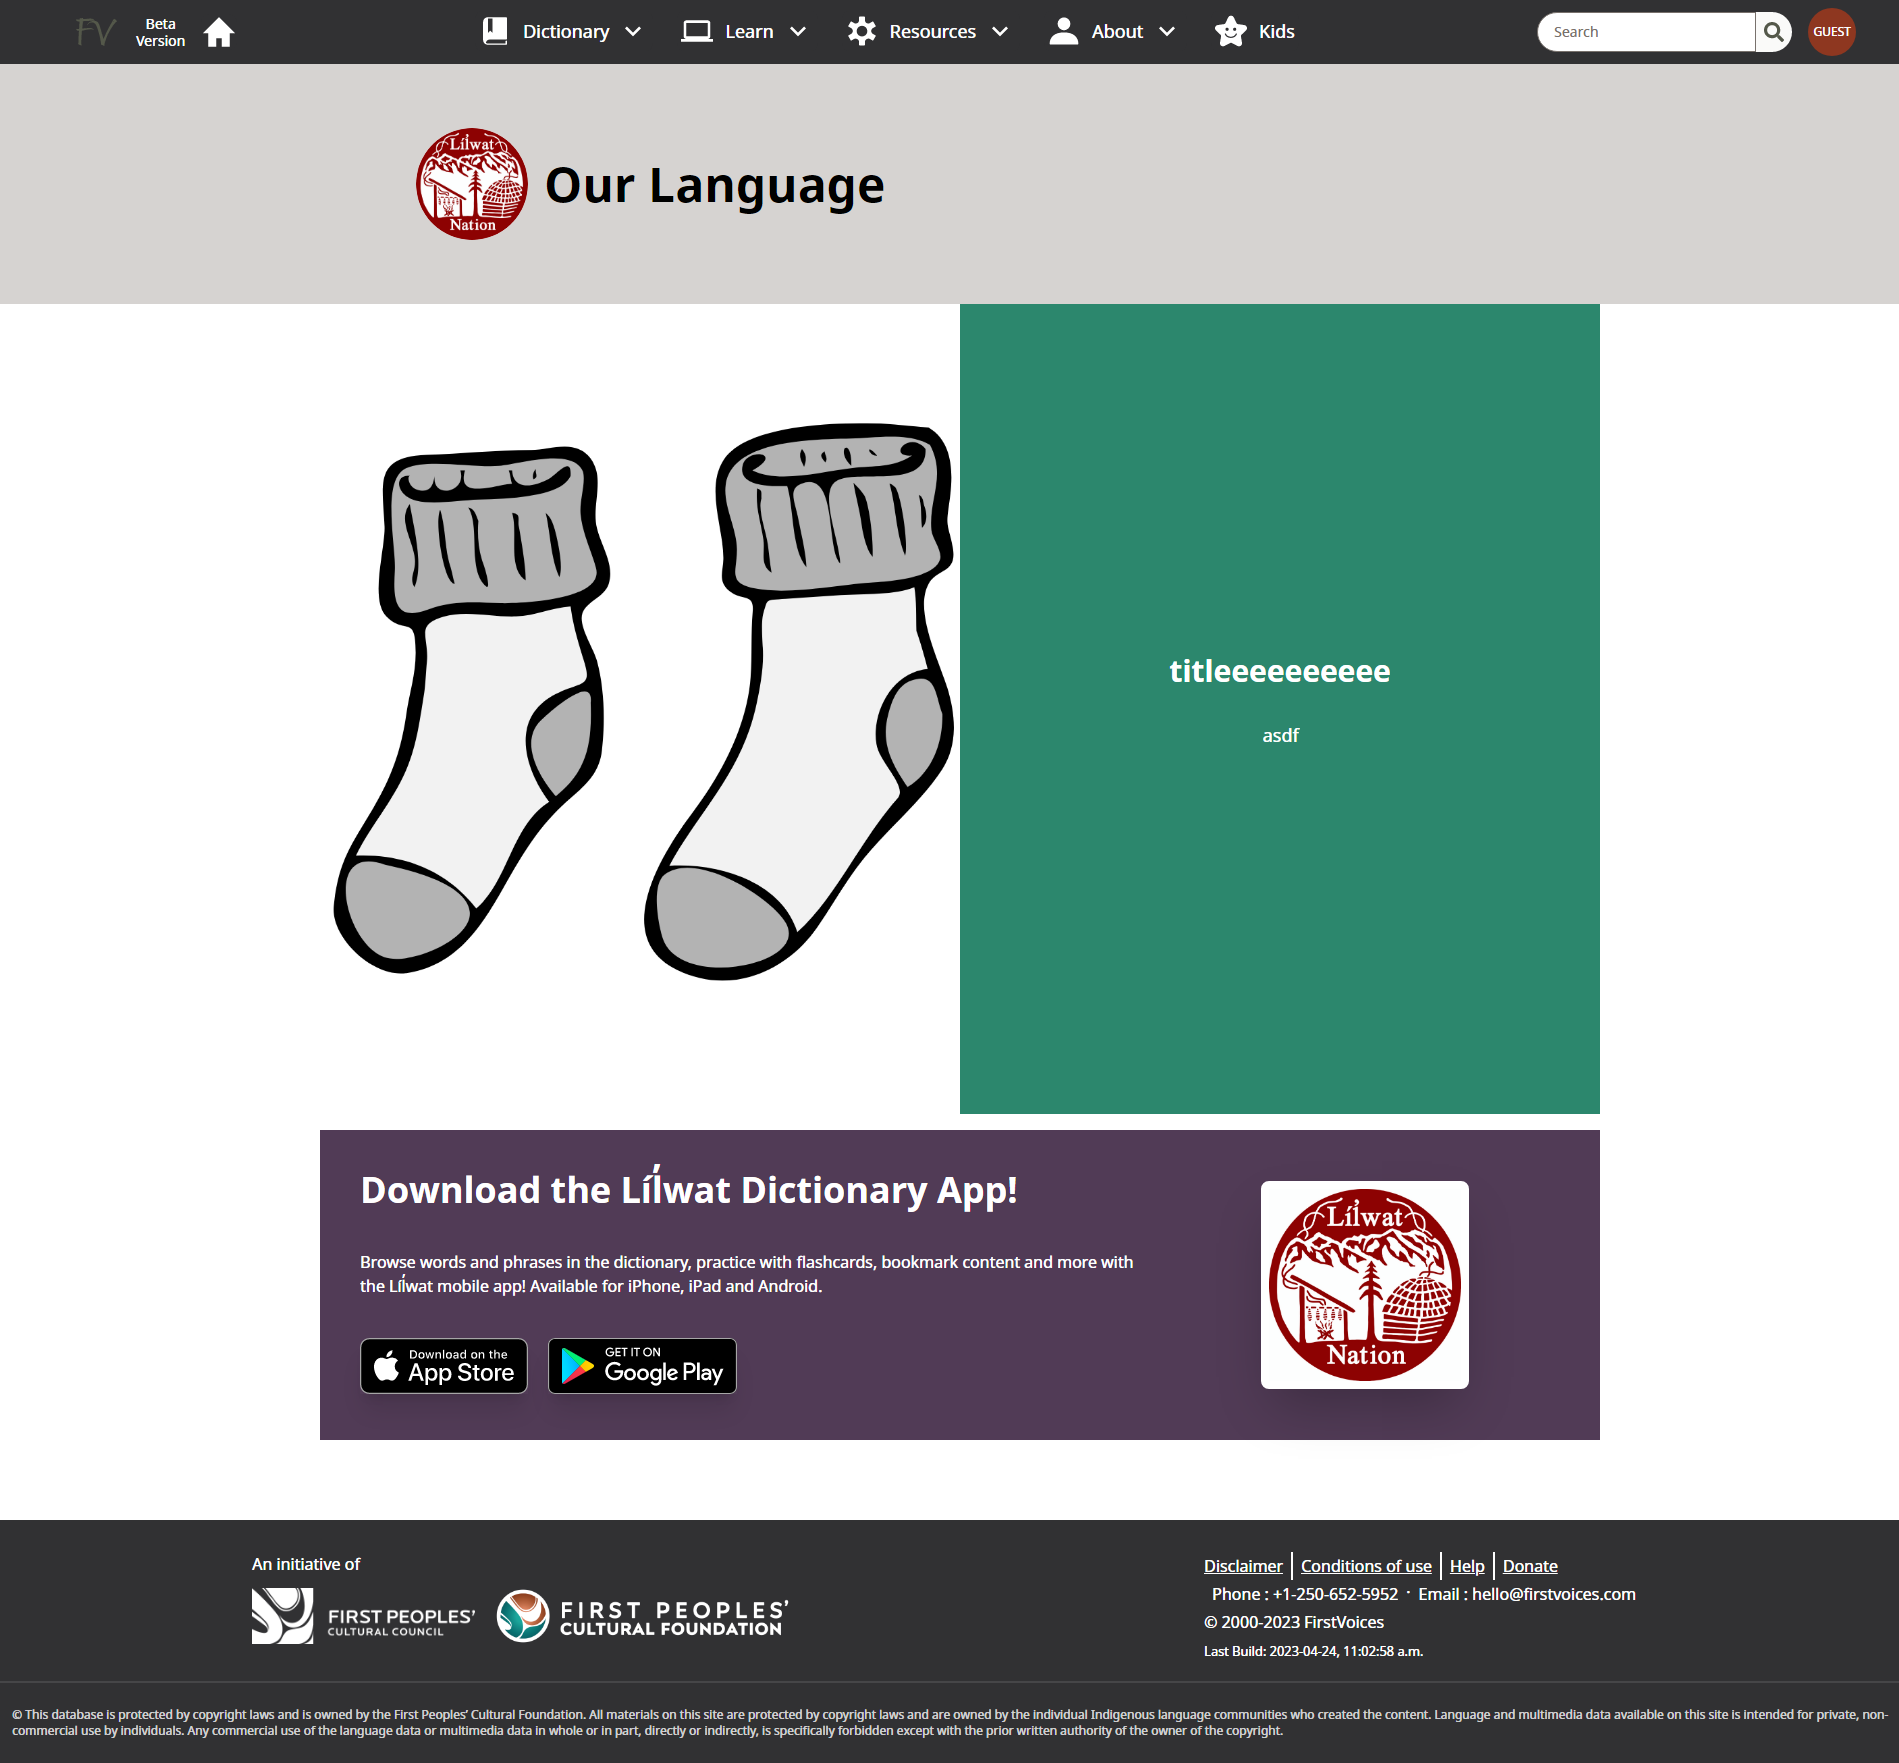 FV
Beta
Version
Dictionary
Learn
Resources
About
Kids
Search
GUEST
Líl̓wat
Nation
Our Language
titleeeeeeeeee
asdf
Download the Líl̓wat Dictionary App!
Browse words and phrases in the dictionary, practice with flashcards, bookmark content and more with
the Líl̓wat mobile app! Available for iPhone, iPad and Android.
Download on the
App Store
GET IT ON
Google Play
Líl̓wat
Nation
An initiative of
FIRST PEOPLES'
CULTURAL COUNCIL
FIRST PEOPLES'
CULTURAL FOUNDATION
Disclaimer Conditions of use Help Donate
Phone : +1-250-652-5952 · Email : hello@firstvoices.com
© 2000-2023 FirstVoices
Last Build: 2023-04-24, 11:02:58 a.m.
© This database is protected by copyright laws and is owned by the First Peoples' Cultural Foundation. All materials on this site are protected by copyright laws and are owned by the individual Indigenous language communities who created the content. Language and multimedia data available on this site is intended for private, non-
commercial use by individuals. Any commercial use of the language data or multimedia data in whole or in part, directly or indirectly, is specifically forbidden except with the prior written authority of the owner of the copyright.